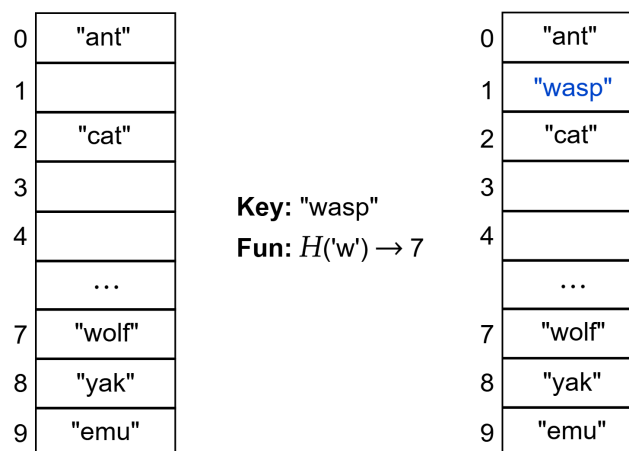 0 "ant"
1
2 "cat"
3
4
...
7 "wolf"
8 "yak"
9 "emu"
Key: "wasp"
Fun: H('w') → 7
0 "ant"
1 "wasp"
2 "cat"
3
4
...
7 "wolf"
8 "yak"
9 "emu"